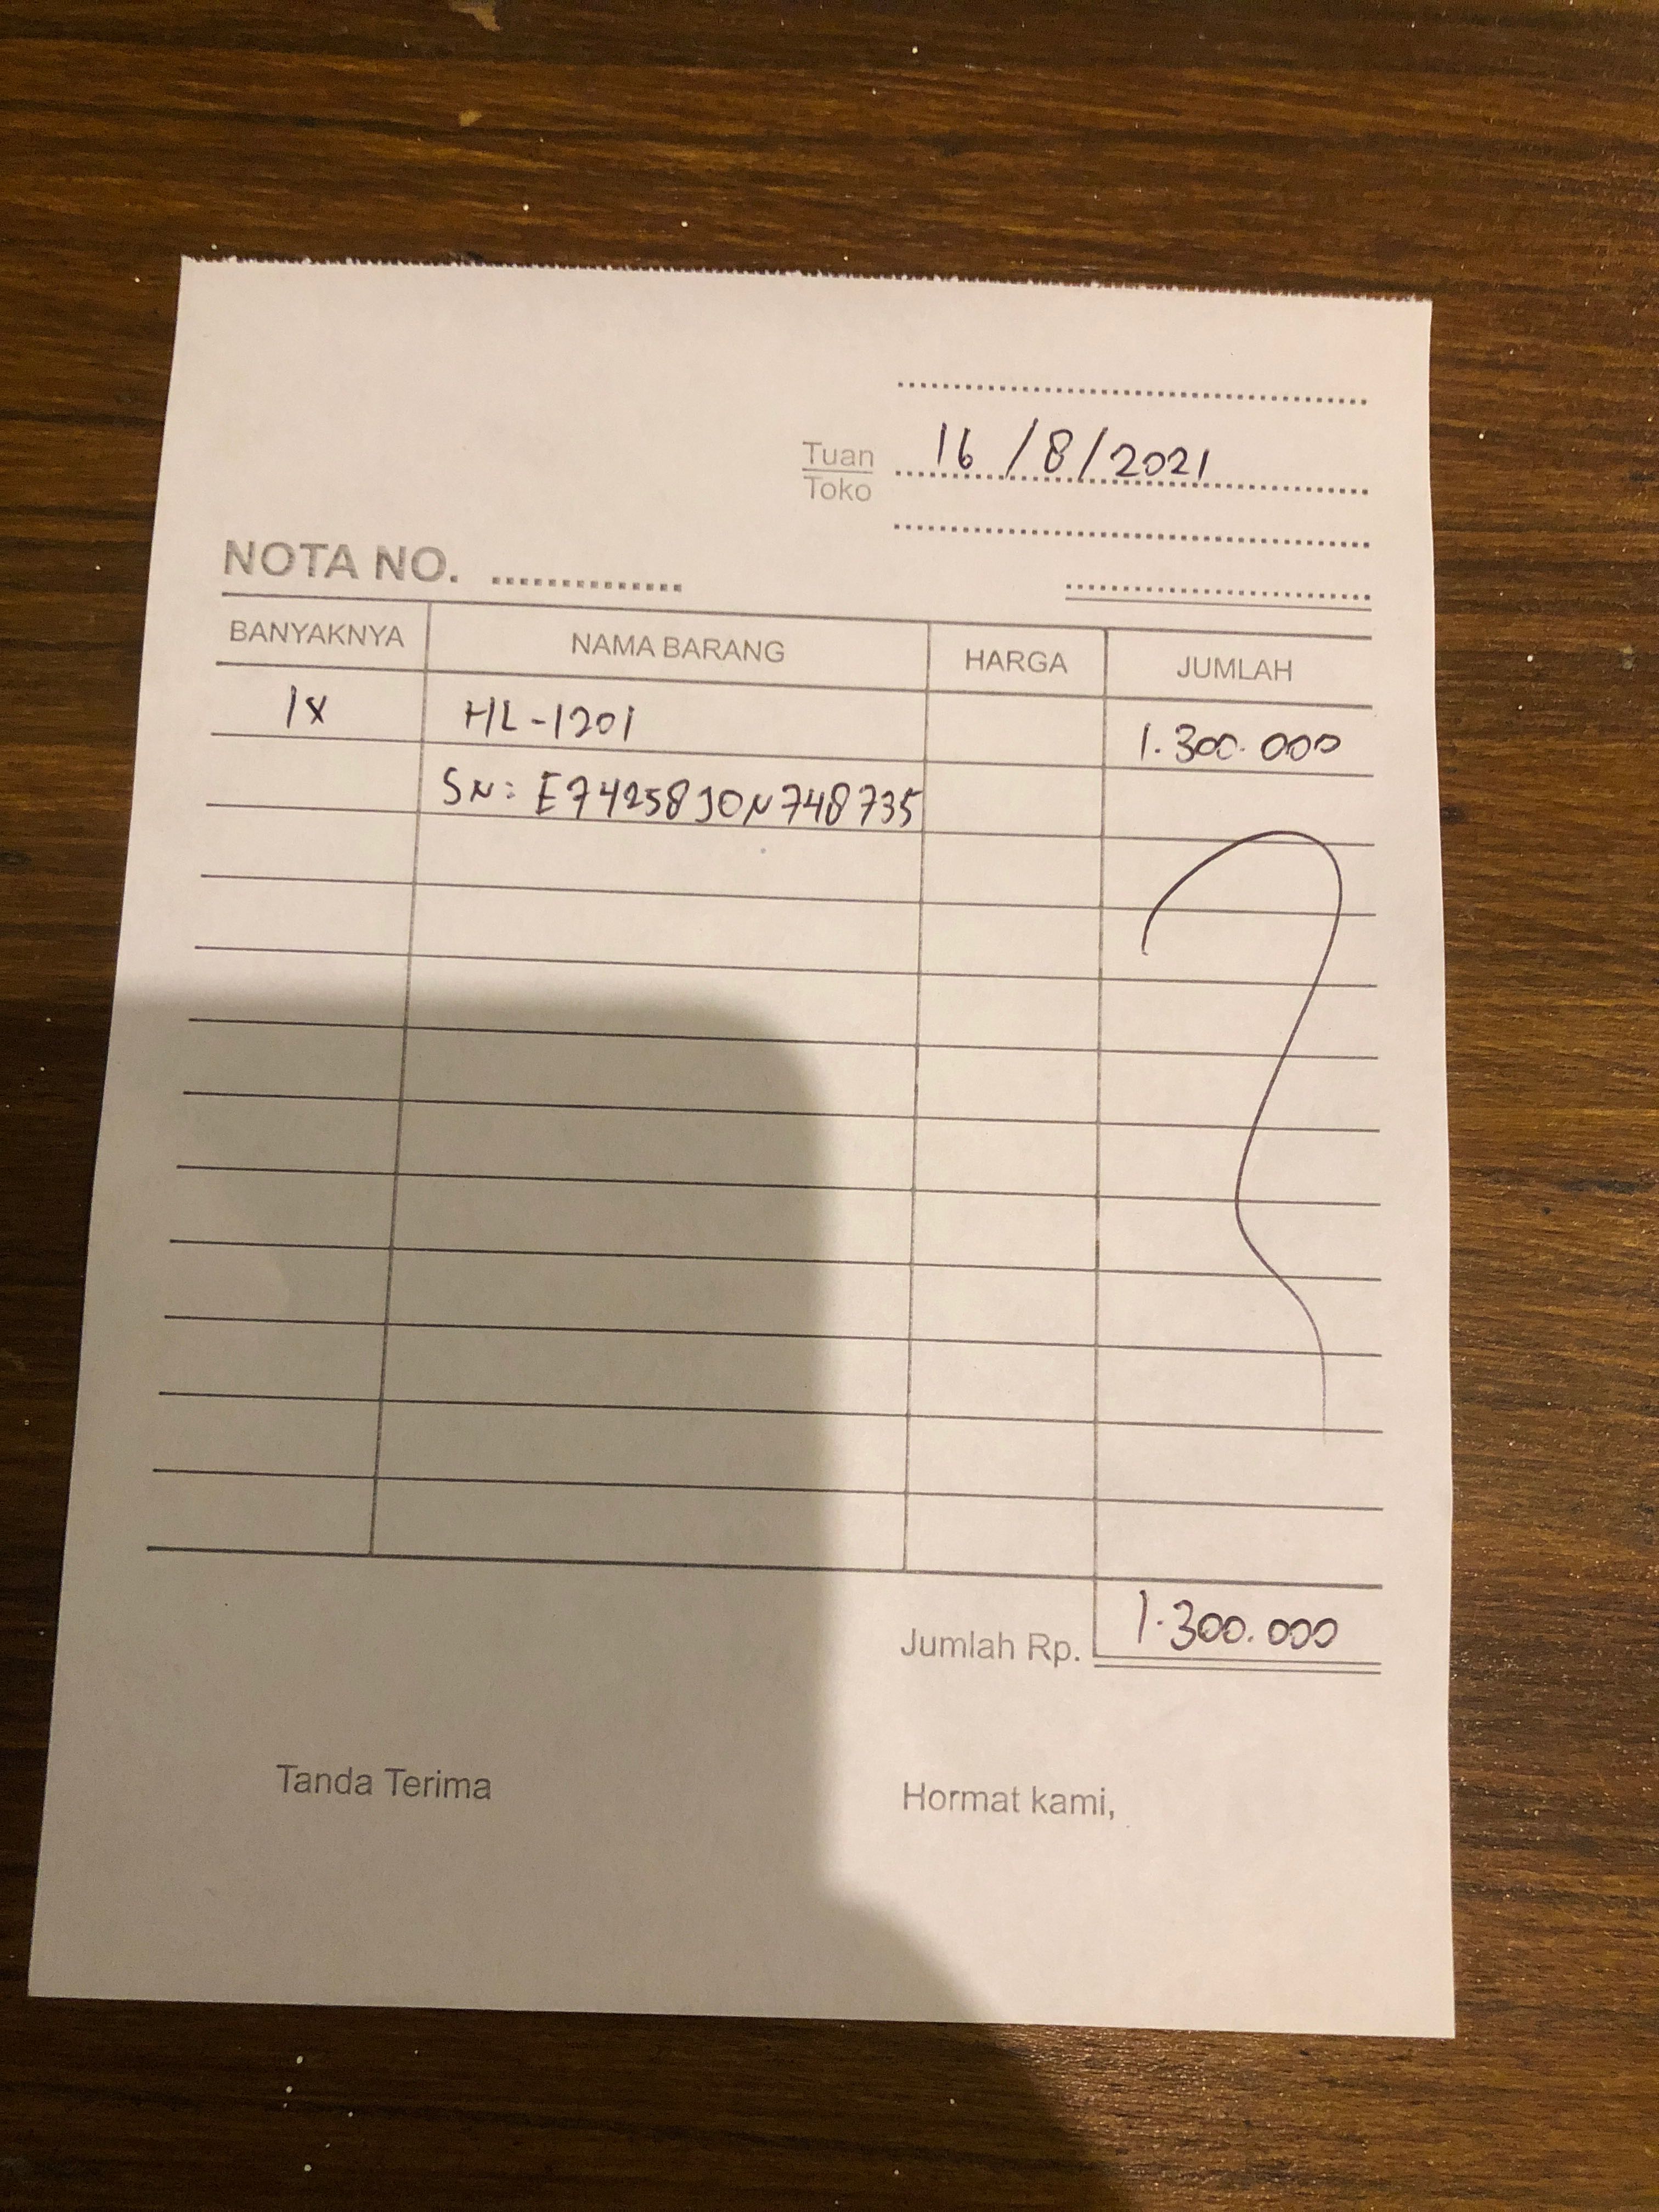 16/8/2021
Tuan
Toko
NOTA NO.
BANYAKNYA NAMA BARANG HARGA JUMLAH
1x HL-1201 1.300.000
SN: E74258J0N748735
Jumlah Rp. 1.300.000
Tanda Terima Hormat kami,